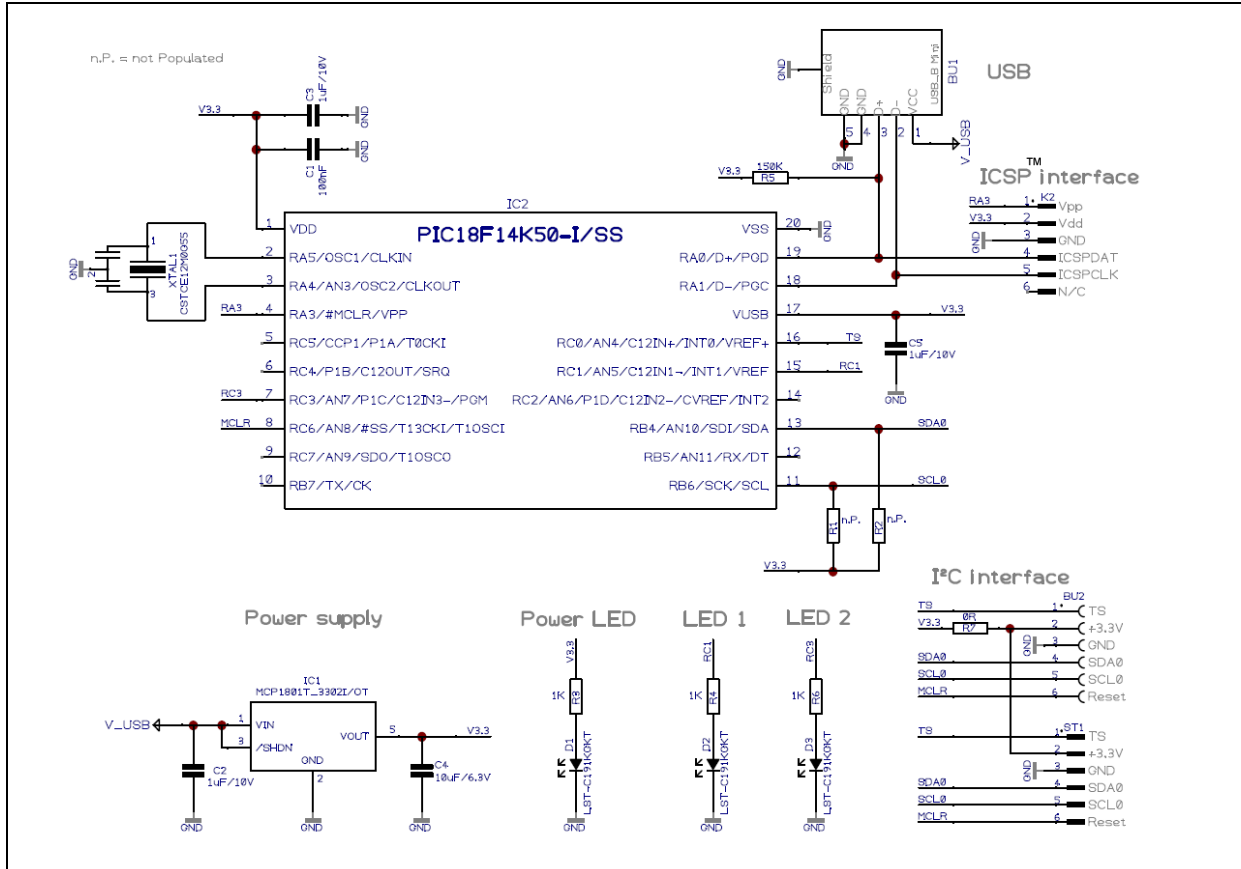 n.P. = not Populated
V3.3
C3
1uF/10V
GND
C1
100nF
GND
Shield
GND
GND
GND
D+
D-
VCC
USB_B Mini
BU1
USB
5 4 3 2 1
GND
V_USB
V3.3
150K
R5
ICSP™ interface
K2
RA3 1 Vpp
V3.3 2 Vdd
GND 3 GND
4 ICSPDAT
5 ICSPCLK
6 N/C
IC2
PIC18F14K50-I/SS
1 VDD
2 RA5/OSC1/CLKIN
3 RA4/AN3/OSC2/CLKOUT
RA3 4 RA3/#MCLR/VPP
5 RC5/CCP1/P1A/T0CKI
6 RC4/P1B/C12OUT/SRQ
RC3 7 RC3/AN7/P1C/C12IN3-/PGM
MCLR 8 RC6/AN8/#SS/T13CKI/T1OSCI
9 RC7/AN9/SDO/T1OSCO
10 RB7/TX/CK
VSS 20 GND
RA0/D+/PGD 19
RA1/D-/PGC 18
VUSB 17 V3.3
RC0/AN4/C12IN+/INT0/VREF+ 16 TS
RC1/AN5/C12IN1-/INT1/VREF 15 RC1
RC2/AN6/P1D/C12IN2-/CVREF/INT2 14
RB4/AN10/SDI/SDA 13 SDA0
RB5/AN11/RX/DT 12
RB6/SCK/SCL 11 SCL0
GND
2
1
3
XTAL1
CSTCE12M0G55
C5
1uF/10V
GND
R1
n.P.
R2
n.P.
V3.3
Power supply
IC1
MCP1801T_3302I/OT
V_USB
1 VIN
3 /SHDN
VOUT 5
GND
2
V3.3
C2
1uF/10V
C4
10uF/6.3V
GND
GND
GND
Power LED
V3.3
1K
R3
D1
LST-C191K0KT
GND
LED 1
RC1
1K
R4
D2
LST-C191K0KT
GND
LED 2
RC3
1K
R6
D3
LST-C191K0KT
GND
I²C interface
BU2
TS 1 TS
V3.3 0R R7 2 +3.3V
GND 3 GND
SDA0 4 SDA0
SCL0 5 SCL0
MCLR 6 Reset
ST1
TS 1 TS
2 +3.3V
GND 3 GND
SDA0 4 SDA0
SCL0 5 SCL0
MCLR 6 Reset